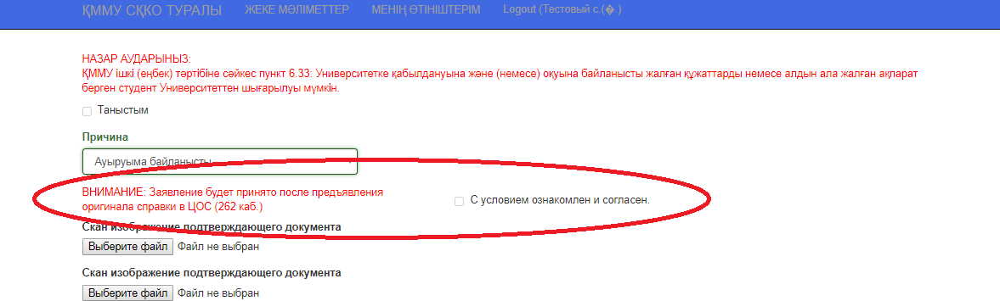 ҚММУ СҚКО ТУРАЛЫ ЖЕКЕ МӘЛІМЕТТЕР МЕНІҢ ӨТІНІШТЕРІМ Logout (Тестовый с.(�.)
НАЗАР АУДАРЫНЫЗ:
ҚММУ ішкі (еңбек) тәртібіне сәйкес пункт 6.33: Университетке қабылдануына және (немесе) оқуына байланысты жалған құжаттарды немесе алдын ала жалған ақпарат
берген студент Университеттен шығарылуы мүмкін.
Таныстым
Причина
Ауыруыма байланысты
ВНИМАНИЕ: Заявление будет принято после предъявления
оригинала справки в ЦОС (262 каб.)
С условием ознакомлен и согласен.
Скан изображение подтверждающего документа
Выберите файл Файл не выбран
Скан изображение подтверждающего документа
Выберите файл Файл не выбран